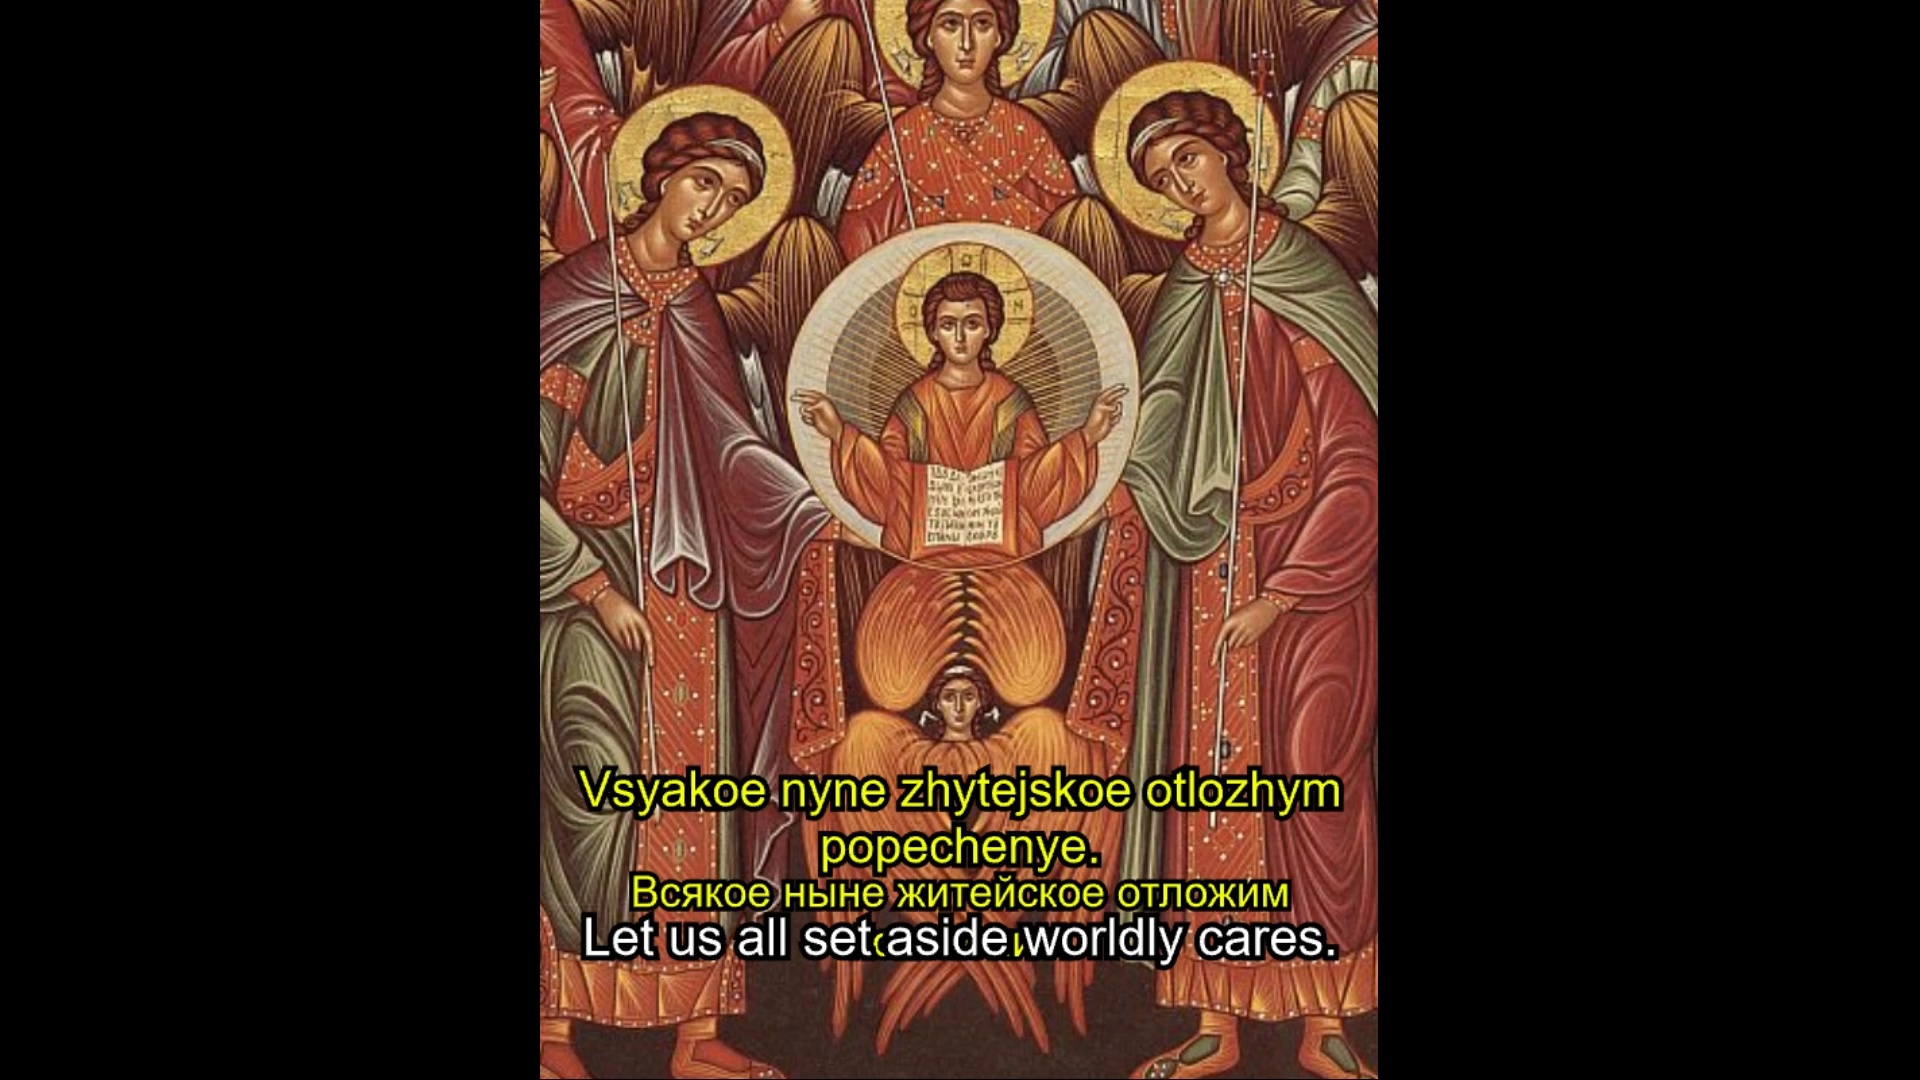 Vsyakoe nyne zhytejskoe otlozhym
popechenye.
Всякое ныне житейское отложим
Let us all set aside worldly cares.